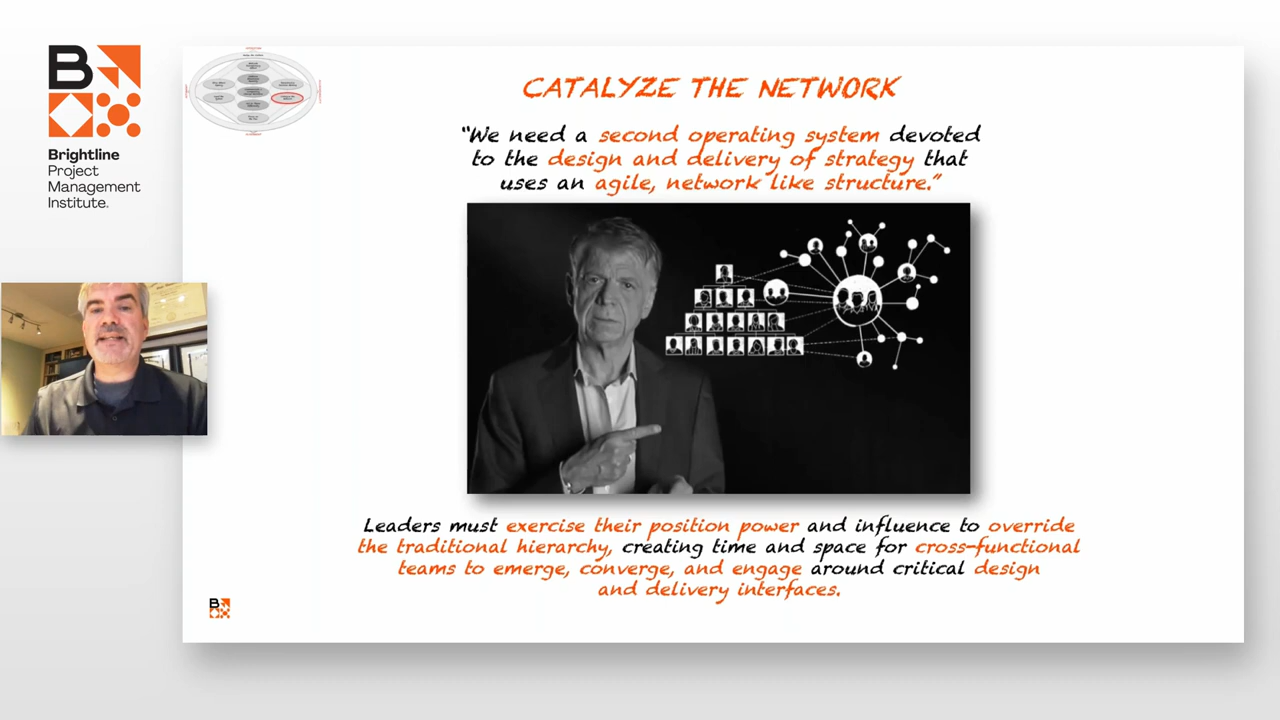 B
Brightline
Project
Management
Institute.
CATALYZE THE NETWORK
"We need a second operating system devoted
to the design and delivery of strategy that
uses an agile, network like structure."
Leaders must exercise their position power and influence to override
the traditional hierarchy, creating time and space for cross-functional
teams to emerge, converge, and engage around critical design
and delivery interfaces.
B